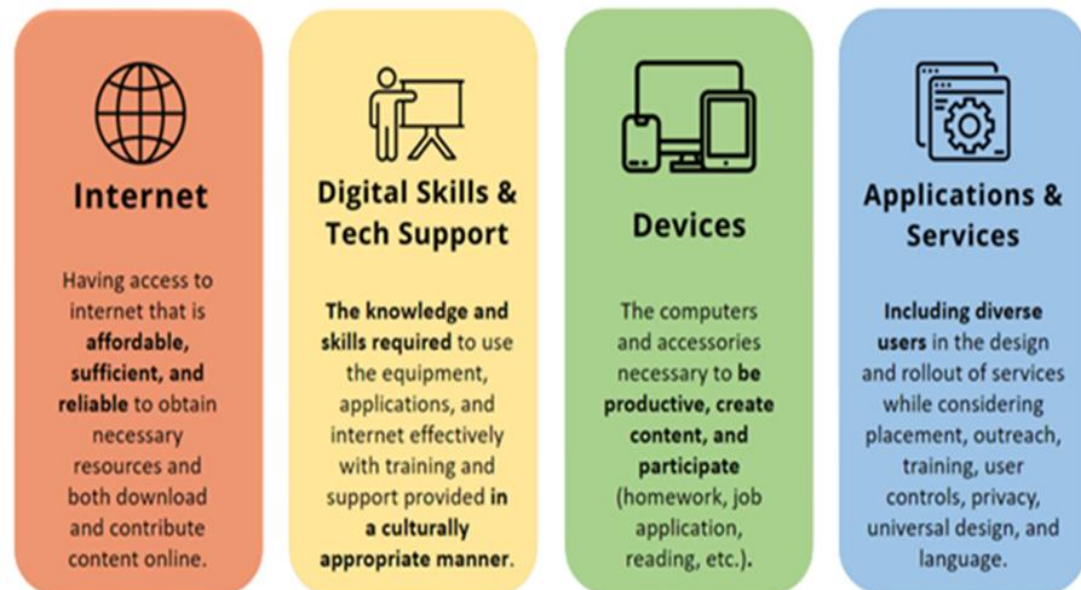 Internet
Having access to
internet that is
affordable,
sufficient, and
reliable to obtain
necessary
resources and
both download
and contribute
content online.
Digital Skills &
Tech Support
The knowledge and
skills required to use
the equipment,
applications, and
internet effectively
with training and
support provided in
a culturally
appropriate manner.
Devices
The computers
and accessories
necessary to be
productive, create
content, and
participate
(homework, job
application,
reading, etc.).
Applications &
Services
Including diverse
users in the design
and rollout of services
while considering
placement, outreach,
training, user
controls, privacy,
universal design, and
language.